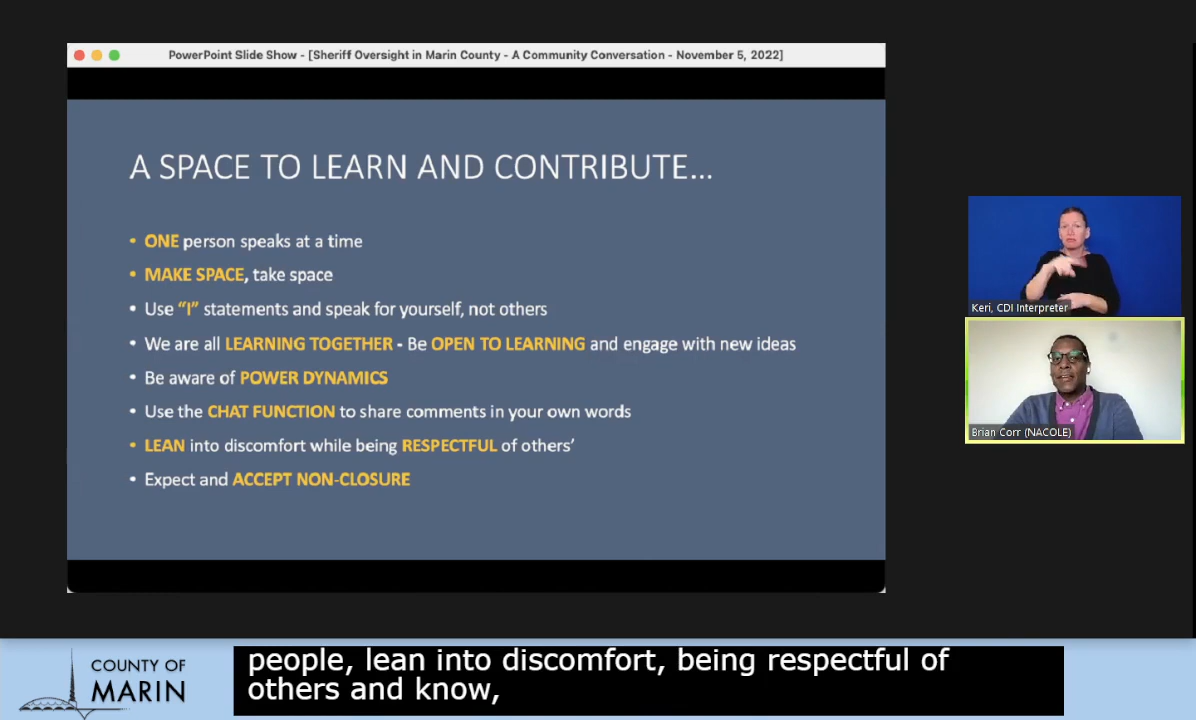 PowerPoint Slide Show - [Sheriff Oversight in Marin County - A Community Conversation - November 5, 2022]
A SPACE TO LEARN AND CONTRIBUTE...
• ONE person speaks at a time
• MAKE SPACE, take space
• Use “I” statements and speak for yourself, not others
• We are all LEARNING TOGETHER - Be OPEN TO LEARNING and engage with new ideas
• Be aware of POWER DYNAMICS
• Use the CHAT FUNCTION to share comments in your own words
• LEAN into discomfort while being RESPECTFUL of others’
• Expect and ACCEPT NON-CLOSURE
Keri, CDI Interpreter
Brian Corr (NACOLE)
COUNTY OF
MARIN
people, lean into discomfort, being respectful of
others and know,